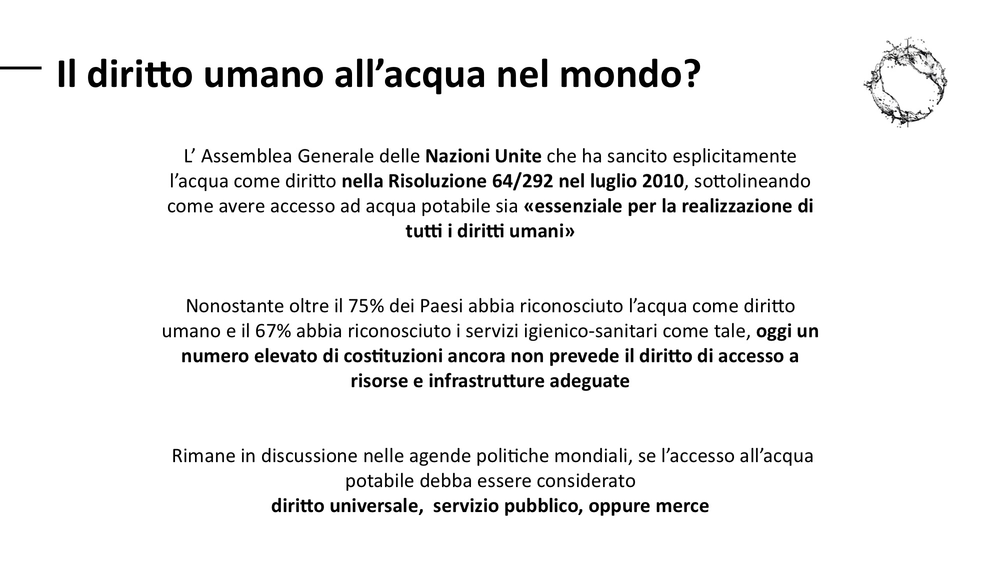 Il diritto umano all’acqua nel mondo?
L’ Assemblea Generale delle Nazioni Unite che ha sancito esplicitamente
l’acqua come diritto nella Risoluzione 64/292 nel luglio 2010, sottolineando
come avere accesso ad acqua potabile sia «essenziale per la realizzazione di
tutti i diritti umani»
Nonostante oltre il 75% dei Paesi abbia riconosciuto l’acqua come diritto
umano e il 67% abbia riconosciuto i servizi igienico-sanitari come tale, oggi un
numero elevato di costituzioni ancora non prevede il diritto di accesso a
risorse e infrastrutture adeguate
Rimane in discussione nelle agende politiche mondiali, se l’accesso all’acqua
potabile debba essere considerato
diritto universale,  servizio pubblico, oppure merce